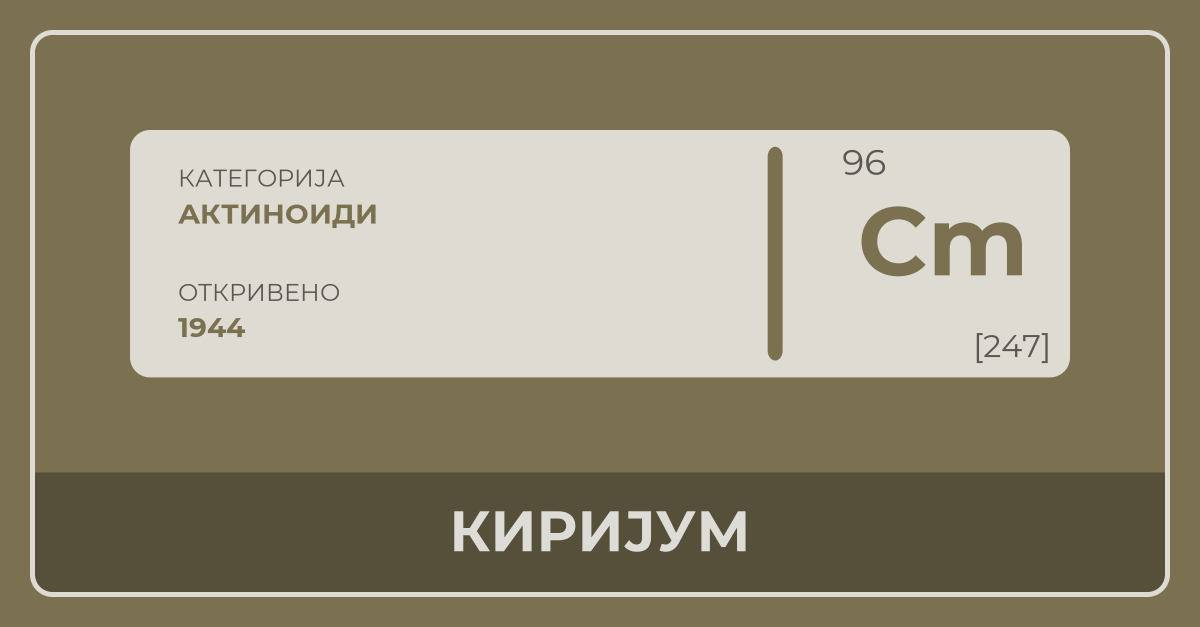 КАТЕГОРИЈА
АКТИНОИДИ
ОТКРИВЕНО
1944
96
Cm
[247]
КИРИЈУМ